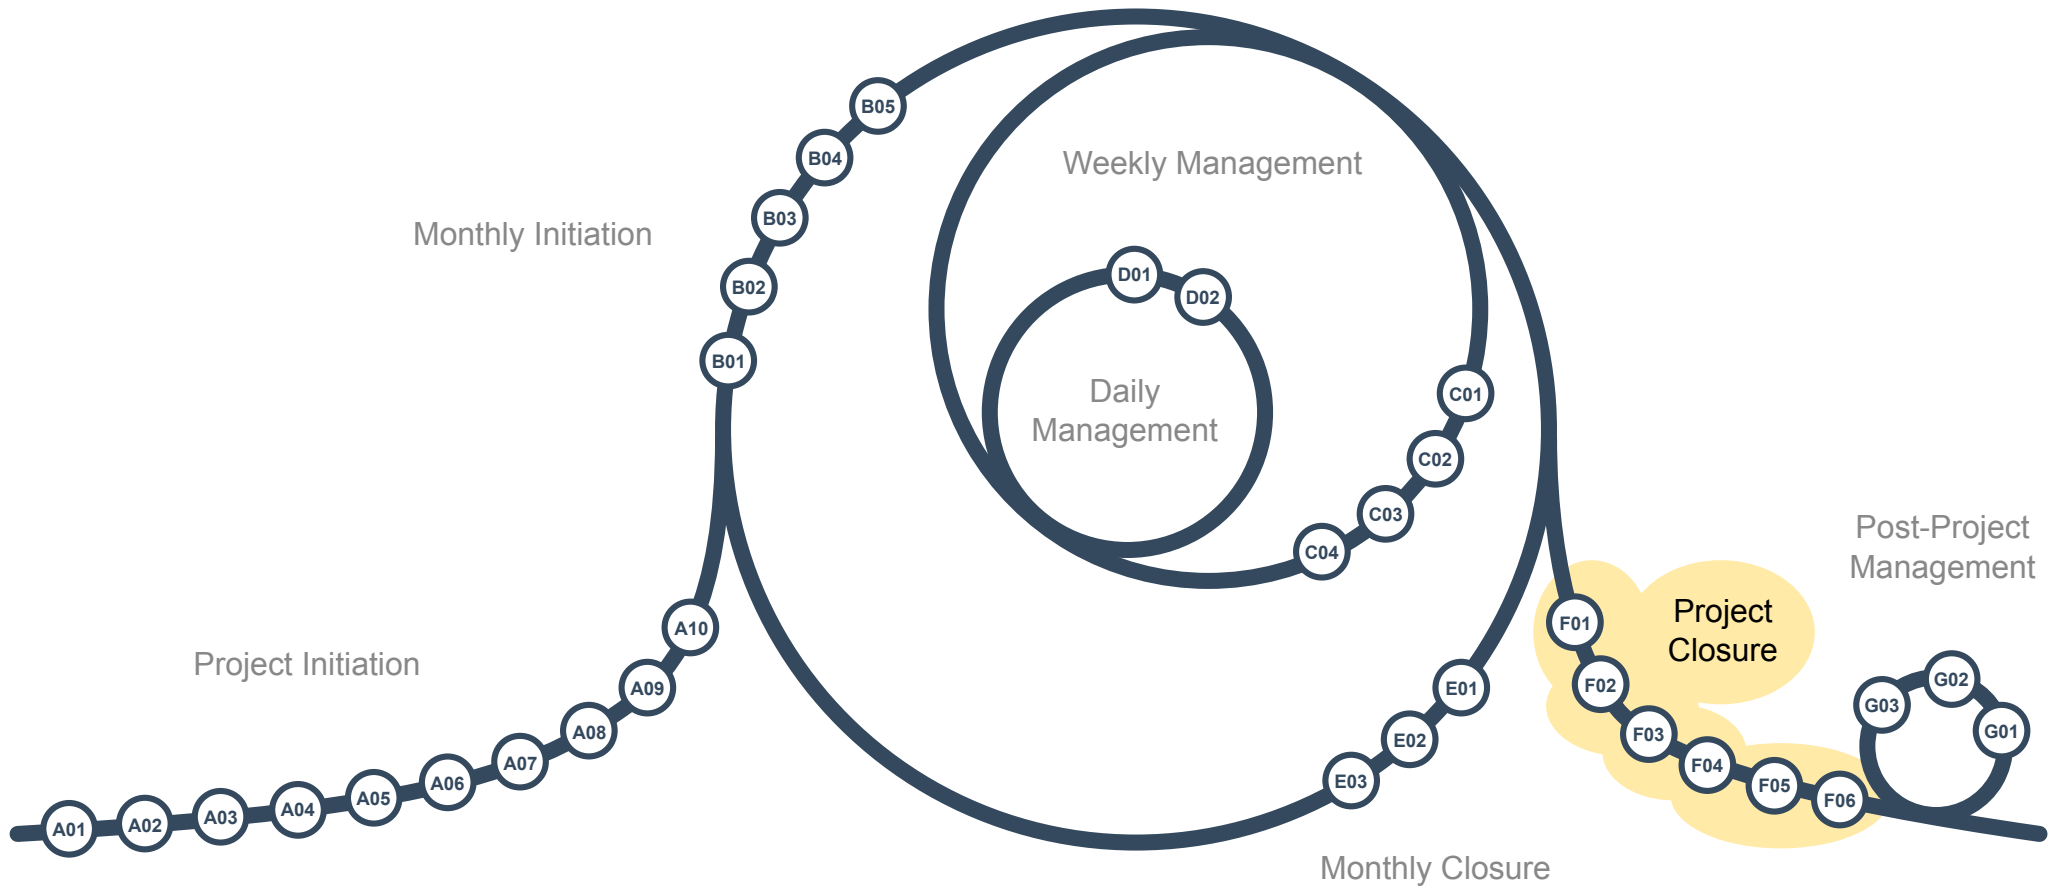 Project Initiation
A01
A02
A03
A04
A05
A06
A07
A08
A09
A10
Monthly Initiation
B01
B02
B03
B04
B05
Weekly Management
C01
C02
C03
C04
Daily
Management
D01
D02
Monthly Closure
E01
E02
E03
Project
Closure
F01
F02
F03
F04
F05
F06
Post-Project
Management
G01
G02
G03